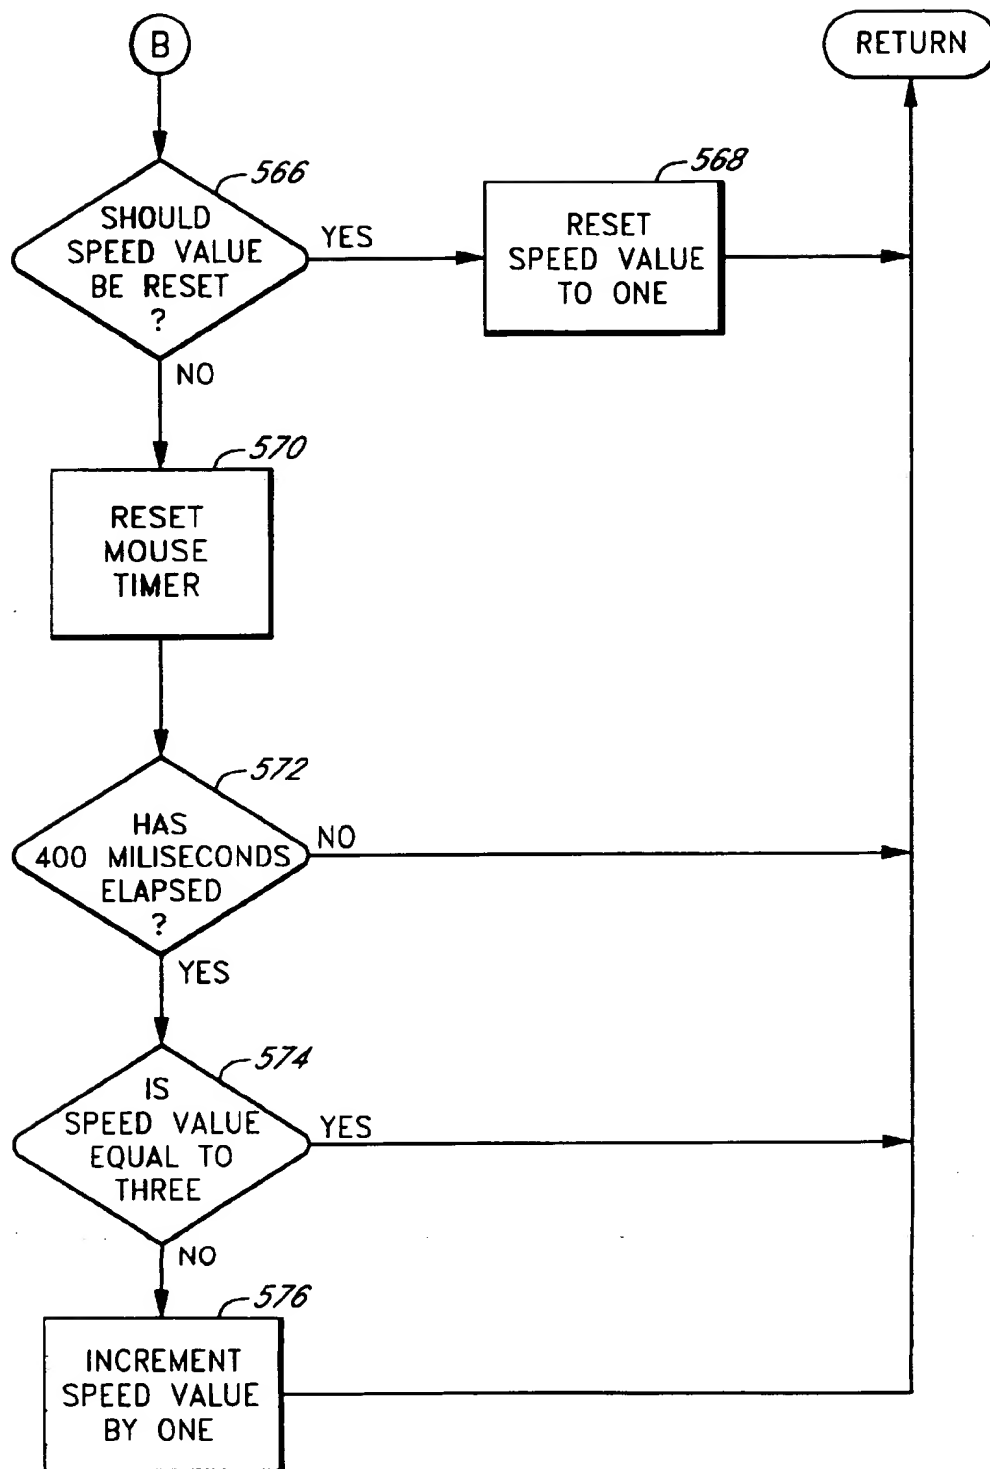 B
RETURN
566
SHOULD
SPEED VALUE
BE RESET
?
YES
568
RESET
SPEED VALUE
TO ONE
NO
570
RESET
MOUSE
TIMER
572
HAS
400 MILISECONDS
ELAPSED
?
NO
YES
574
IS
SPEED VALUE
EQUAL TO
THREE
YES
NO
576
INCREMENT
SPEED VALUE
BY ONE